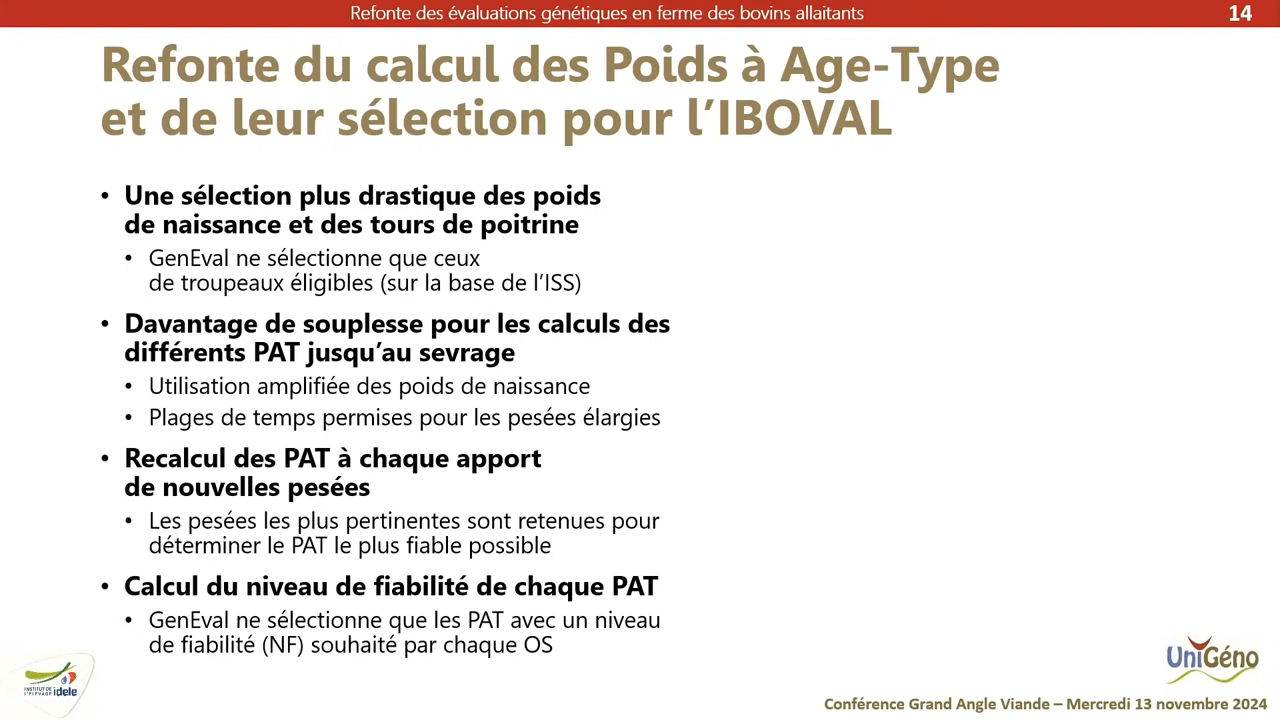 Refonte des évaluations génétiques en ferme des bovins allaitants
14
Refonte du calcul des Poids à Age-Type
et de leur sélection pour l’IBOVAL
• Une sélection plus drastique des poids
de naissance et des tours de poitrine
• GenEval ne sélectionne que ceux
de troupeaux éligibles (sur la base de l’ISS)
• Davantage de souplesse pour les calculs des
différents PAT jusqu’au sevrage
• Utilisation amplifiée des poids de naissance
• Plages de temps permises pour les pesées élargies
• Recalcul des PAT à chaque apport
de nouvelles pesées
• Les pesées les plus pertinentes sont retenues pour
déterminer le PAT le plus fiable possible
• Calcul du niveau de fiabilité de chaque PAT
• GenEval ne sélectionne que les PAT avec un niveau
de fiabilité (NF) souhaité par chaque OS
INSTITUT DE
L’ÉLEVAGE idele
UniGéno
Conférence Grand Angle Viande – Mercredi 13 novembre 2024